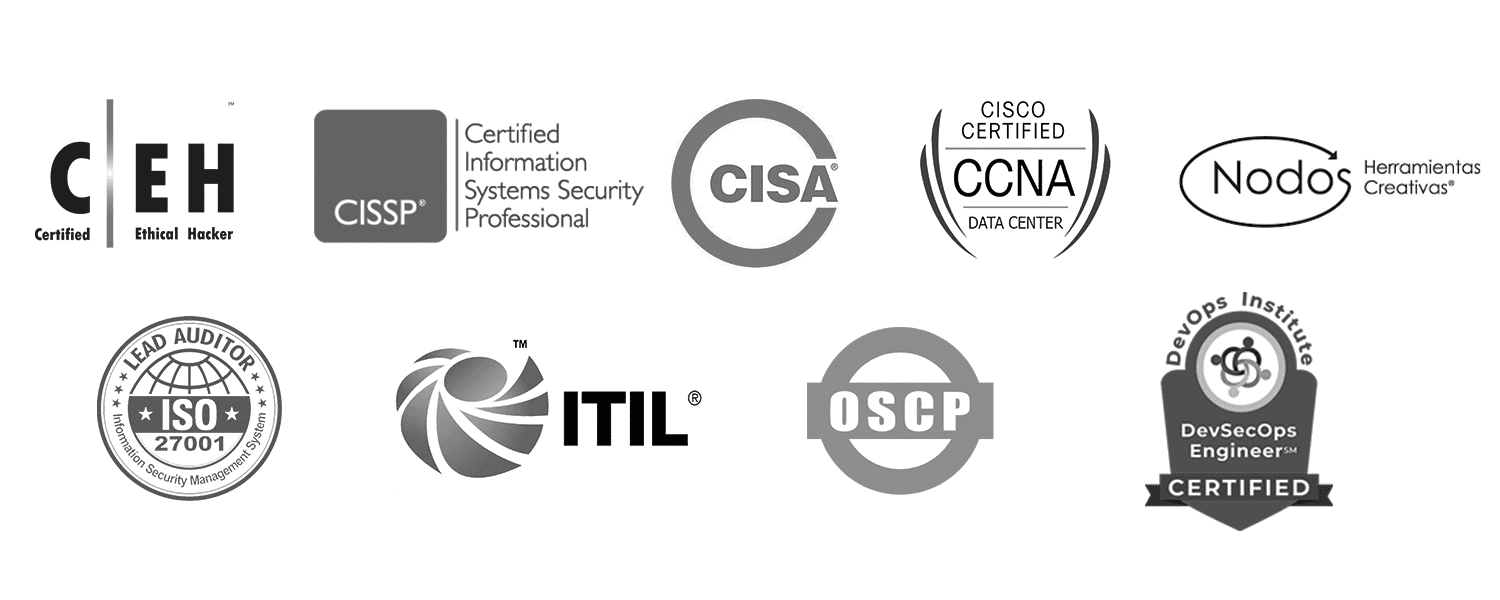 C EH
™
Certified Ethical Hacker
CISSP®
Certified
Information
Systems Security
Professional
CISA®
CISCO
CERTIFIED
CCNA
DATA CENTER
Nodos
Herramientas
Creativas®
LEAD AUDITOR
ISO
27001
Information Security Management System
ITIL®
™
OSCP
DevOps Institute
DevSecOps
Engineer℠
CERTIFIED